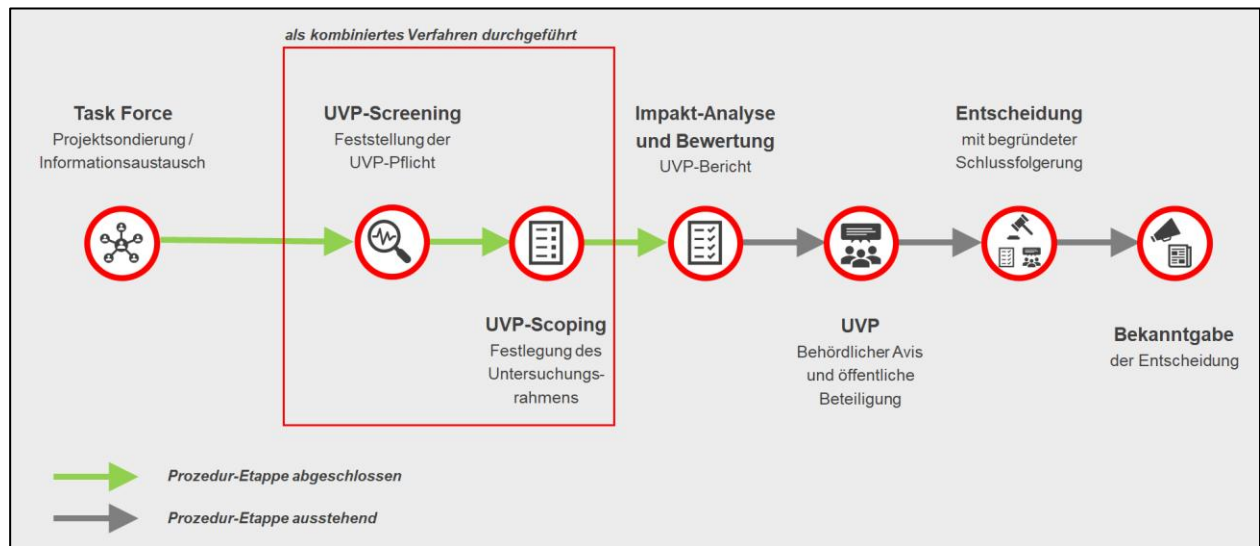 als kombiniertes Verfahren durchgeführt
Task Force
Projektsondierung /
Informationsaustausch
UVP-Screening
Feststellung der
UVP-Pflicht
UVP-Scoping
Festlegung des
Untersuchungs-
rahmens
Impakt-Analyse
und Bewertung
UVP-Bericht
UVP
Behördlicher Avis
und öffentliche
Beteiligung
Entscheidung
mit begründeter
Schlussfolgerung
Bekanntgabe
der Entscheidung
Prozedur-Etappe abgeschlossen
Prozedur-Etappe ausstehend